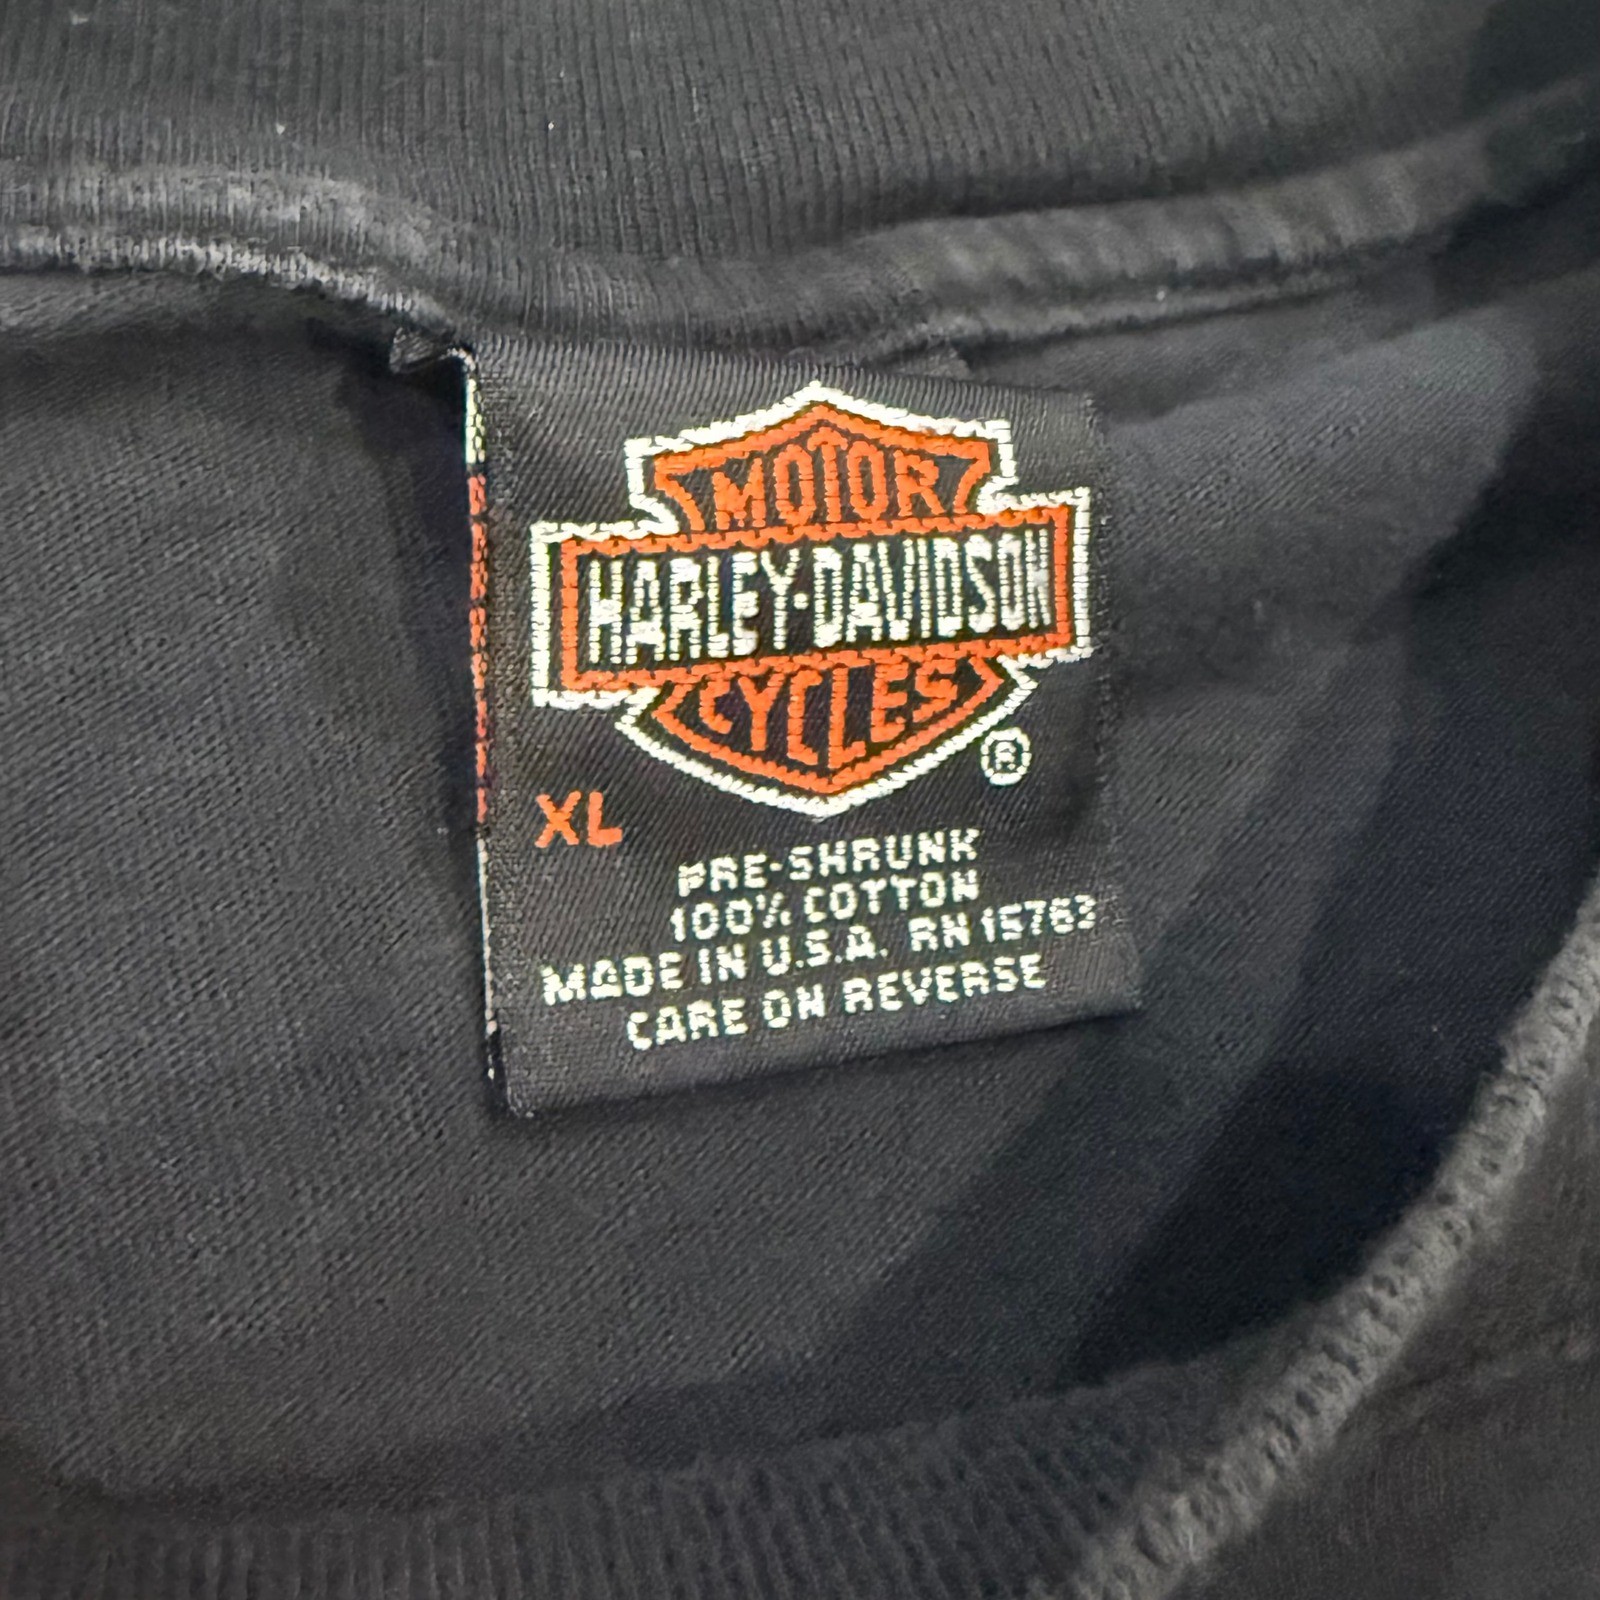 MOTOR
HARLEY-DAVIDSON
CYCLES
®
XL
PRE-SHRUNK
100% COTTON
MADE IN U.S.A. RN 15763
CARE ON REVERSE